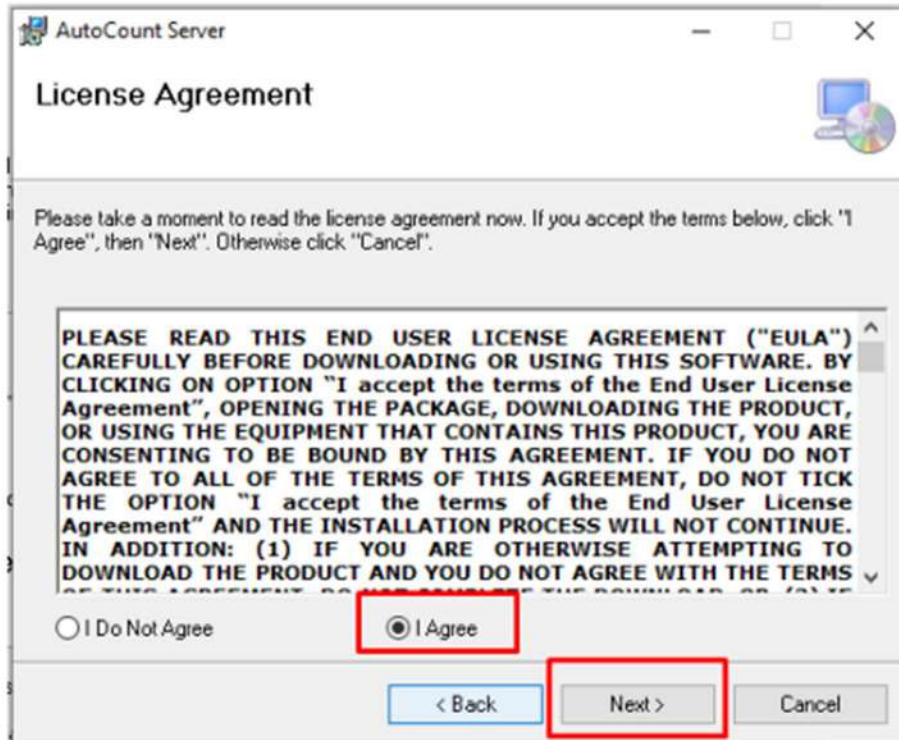 AutoCount Server
License Agreement
Please take a moment to read the license agreement now. If you accept the terms below, click "I
Agree", then "Next". Otherwise click "Cancel".
PLEASE READ THIS END USER LICENSE AGREEMENT ("EULA")
CAREFULLY BEFORE DOWNLOADING OR USING THIS SOFTWARE. BY
CLICKING ON OPTION “I accept the terms of the End User License
Agreement”, OPENING THE PACKAGE, DOWNLOADING THE PRODUCT,
OR USING THE EQUIPMENT THAT CONTAINS THIS PRODUCT, YOU ARE
CONSENTING TO BE BOUND BY THIS AGREEMENT. IF YOU DO NOT
AGREE TO ALL OF THE TERMS OF THIS AGREEMENT, DO NOT TICK
THE OPTION “I accept the terms of the End User License
Agreement” AND THE INSTALLATION PROCESS WILL NOT CONTINUE.
IN ADDITION: (1) IF YOU ARE OTHERWISE ATTEMPTING TO
DOWNLOAD THE PRODUCT AND YOU DO NOT AGREE WITH THE TERMS
I Do Not Agree
I Agree
< Back
Next >
Cancel